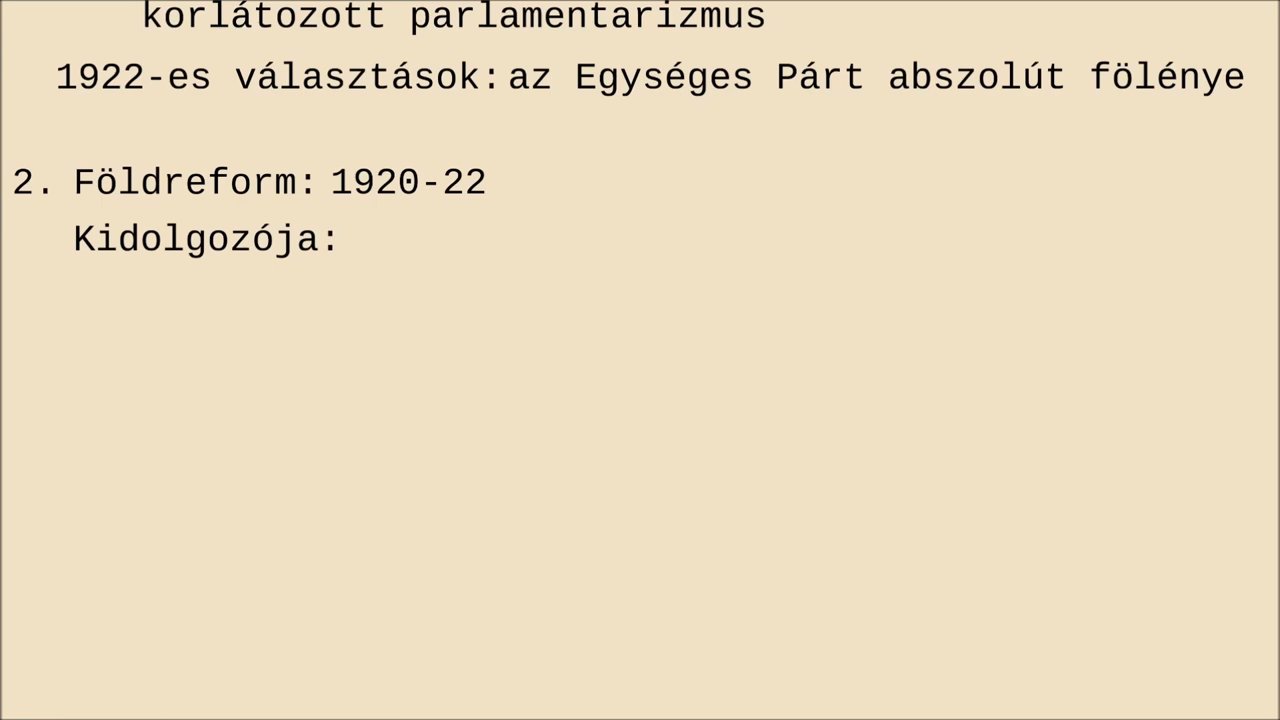 korlátozott parlamentarizmus
1922-es választások: az Egységes Párt abszolút fölénye
2. Földreform: 1920-22
Kidolgozója: